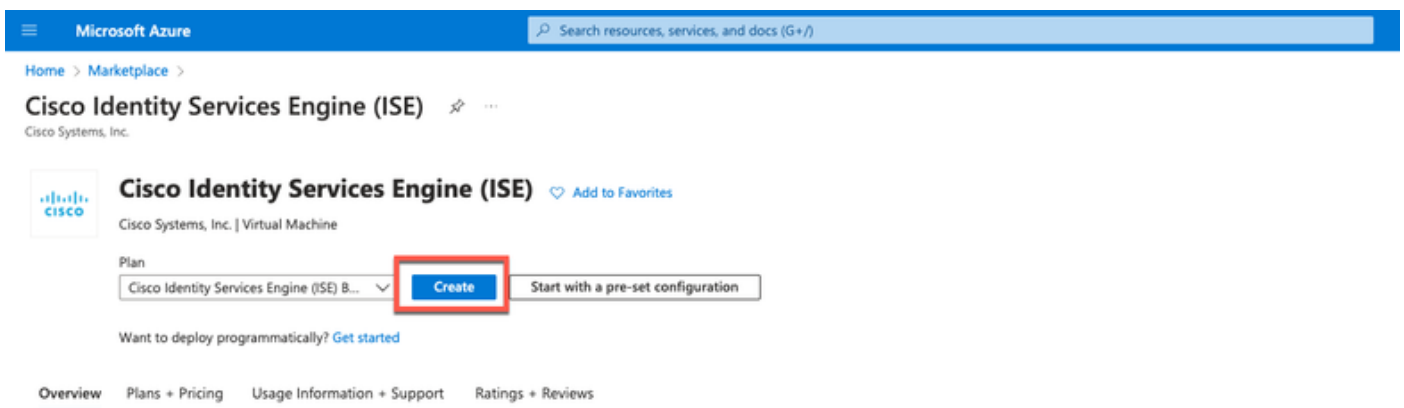 Microsoft Azure
Search resources, services, and docs (G+/)
Home > Marketplace >
Cisco Identity Services Engine (ISE)
Cisco Systems, Inc.
CISCO
Cisco Identity Services Engine (ISE)
Add to Favorites
Cisco Systems, Inc. | Virtual Machine
Plan
Cisco Identity Services Engine (ISE) B...
Create
Start with a pre-set configuration
Want to deploy programmatically? Get started
Overview Plans + Pricing Usage Information + Support Ratings + Reviews